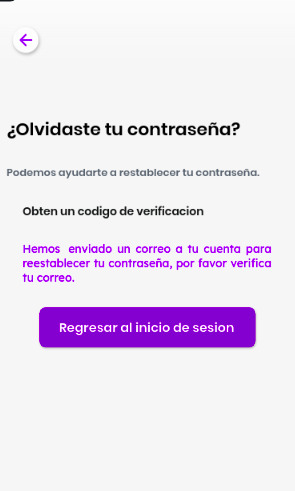 ¿Olvidaste tu contraseña?
Podemos ayudarte a restablecer tu contraseña.
Obten un codigo de verificacion
Hemos enviado un correo a tu cuenta para
reestablecer tu contraseña, por favor verifica
tu correo.
Regresar al inicio de sesion